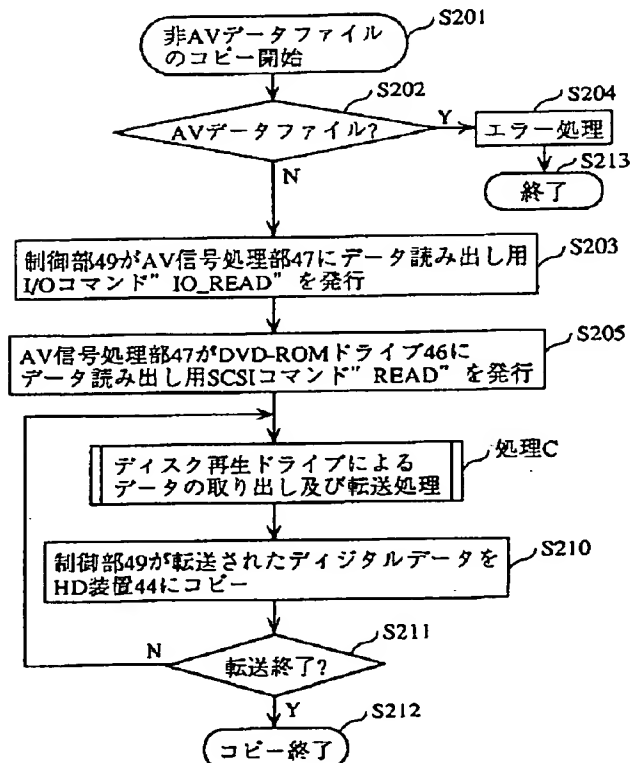 非AVデータファイル
のコピー開始
S201
S202
AVデータファイル?
Y
S204
エラー処理
S213
終了
N
制御部49がAV信号処理部47にデータ読み出し用
I/Oコマンド”IO_READ”を発行
S203
AV信号処理部47がDVD-ROMドライブ46に
データ読み出し用SCSIコマンド”READ”を発行
S205
ディスク再生ドライブによる
データの取り出し及び転送処理
処理C
制御部49が転送されたディジタルデータを
HD装置44にコピー
S210
S211
N
転送終了?
Y
S212
コピー終了